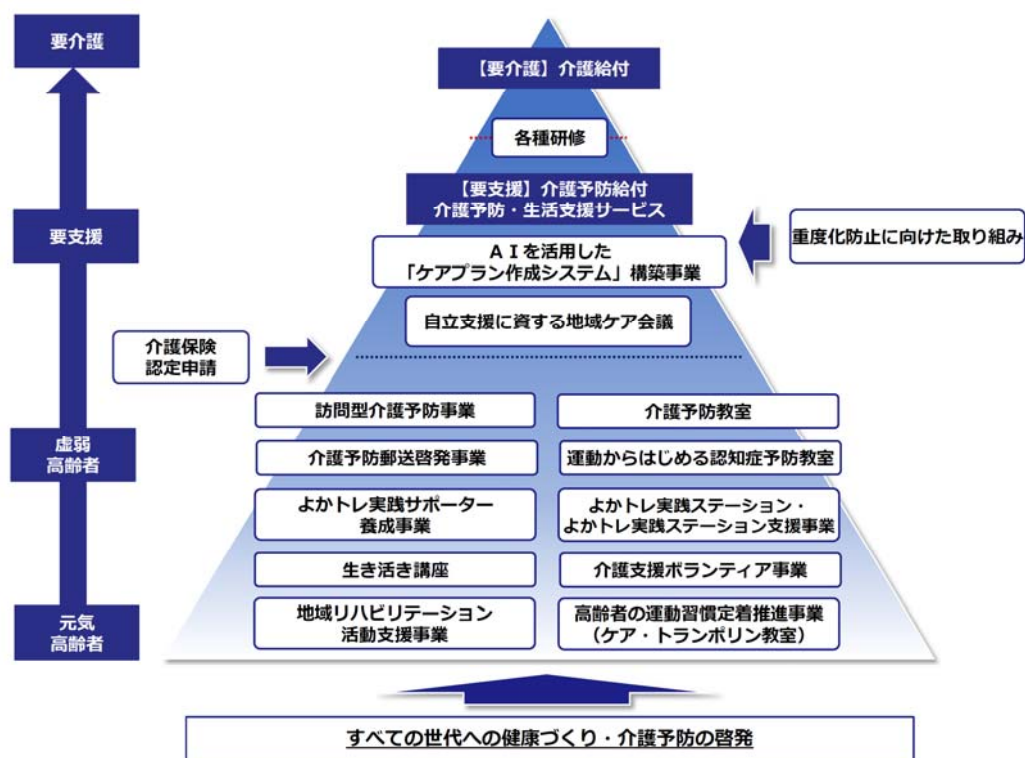 要介護
【要介護】介護給付
各種研修
要支援
【要支援】介護予防給付
介護予防・生活支援サービス
重度化防止に向けた取り組み
ＡＩを活用した
「ケアプラン作成システム」構築事業
自立支援に資する地域ケア会議
介護保険
認定申請
虚弱
高齢者
訪問型介護予防事業
介護予防教室
介護予防郵送啓発事業
運動からはじめる認知症予防教室
よかトレ実践サポーター
養成事業
よかトレ実践ステーション・
よかトレ実践ステーション支援事業
生き活き講座
介護支援ボランティア事業
元気
高齢者
地域リハビリテーション
活動支援事業
高齢者の運動習慣定着推進事業
（ケア・トランポリン教室）
すべての世代への健康づくり・介護予防の啓発